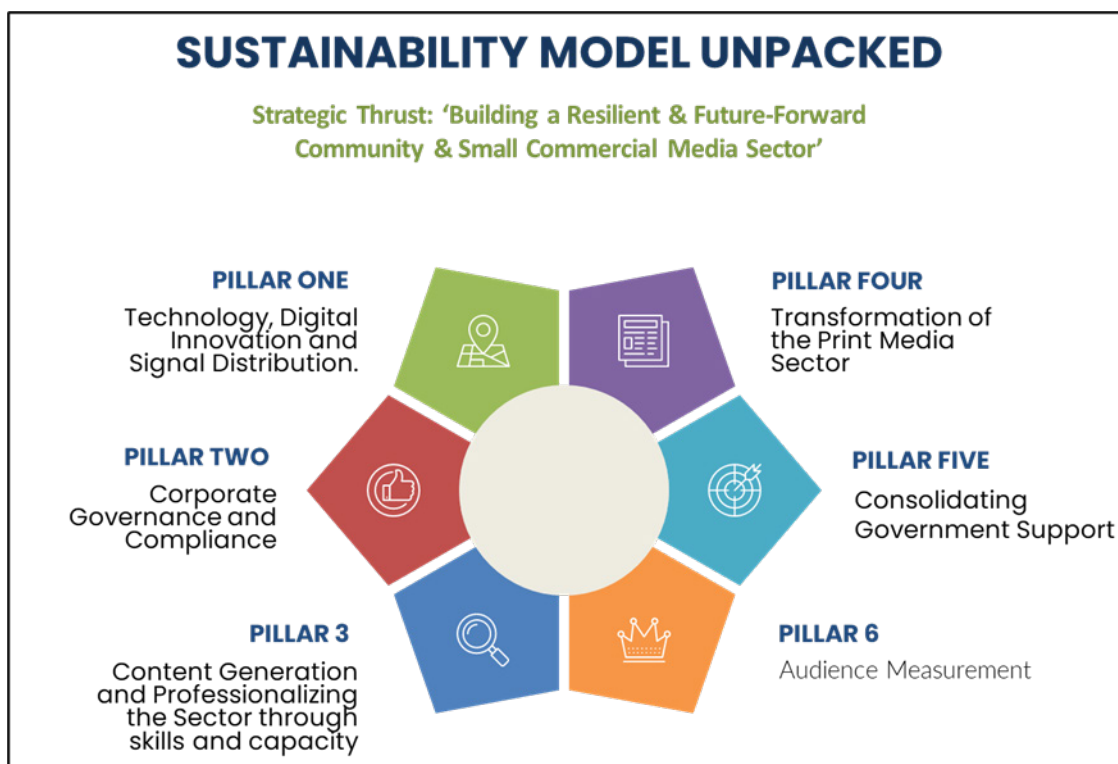 SUSTAINABILITY MODEL UNPACKED
Strategic Thrust: ‘Building a Resilient & Future-Forward
Community & Small Commercial Media Sector’
PILLAR ONE
Technology, Digital
Innovation and
Signal Distribution.
PILLAR TWO
Corporate
Governance and
Compliance
PILLAR 3
Content Generation
and Professionalizing
the Sector through
skills and capacity
PILLAR FOUR
Transformation of
the Print Media
Sector
PILLAR FIVE
Consolidating
Government Support
PILLAR 6
Audience Measurement